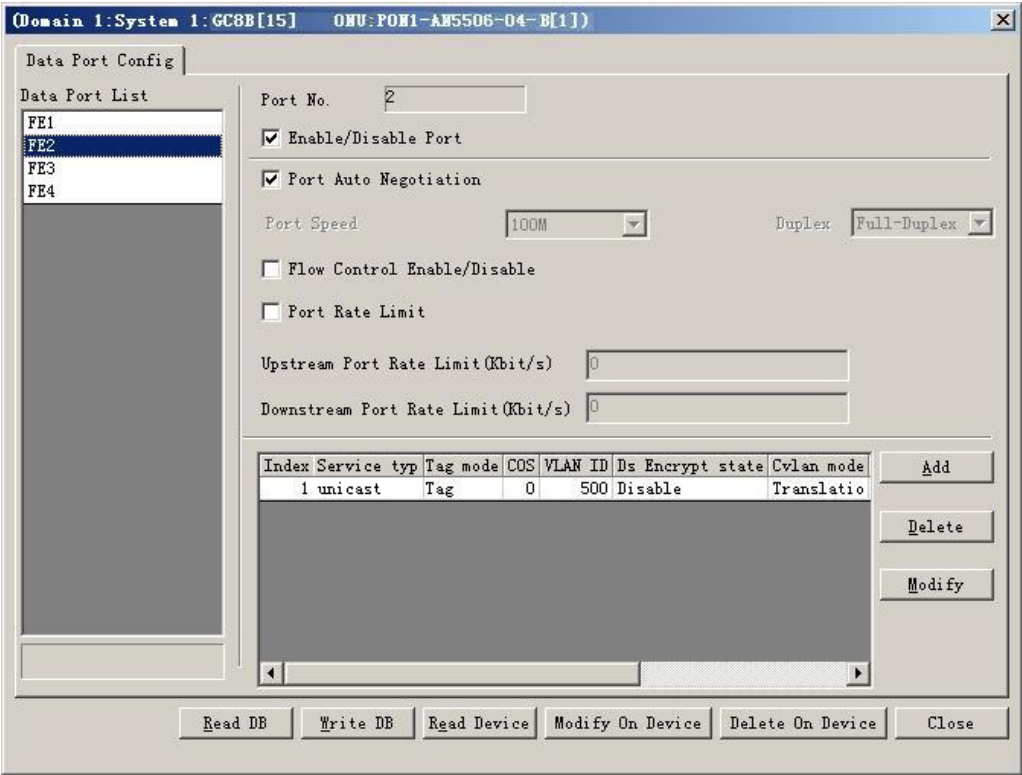 (Domain 1:System 1:GC8B[15] ONU:PON1-AN5506-04-B[1])
Data Port Config
Data Port List
FE1
FE2
FE3
FE4
Port No. 2
Enable/Disable Port
Port Auto Negotiation
Port Speed 100M Duplex Full-Duplex
Flow Control Enable/Disable
Port Rate Limit
Upstream Port Rate Limit(Kbit/s) 0
Downstream Port Rate Limit(Kbit/s) 0
Index Service typ Tag mode COS VLAN ID Ds Encrypt state Cvlan mode
1 unicast Tag 0 500 Disable Translatio
Add
Delete
Modify
Read DB Write DB Read Device Modify On Device Delete On Device Close